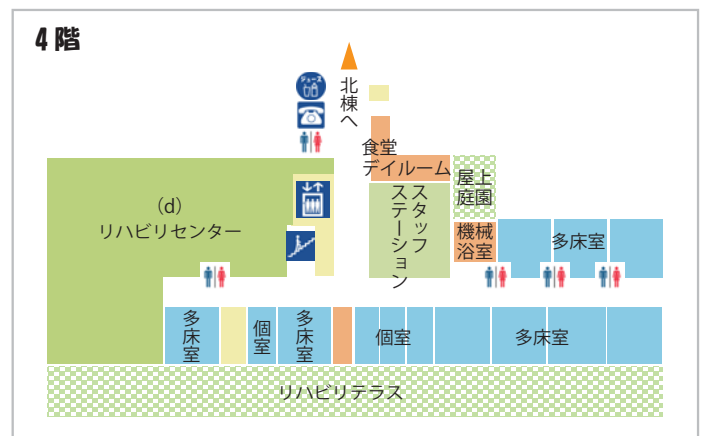 4階
ジュース
北棟へ
食堂
デイルーム
屋上
庭園
(d)
リハビリセンター
スタッフ
ステーション
機械
浴室
多床室
多床室
個室
多床室
個室
多床室
リハビリテラス